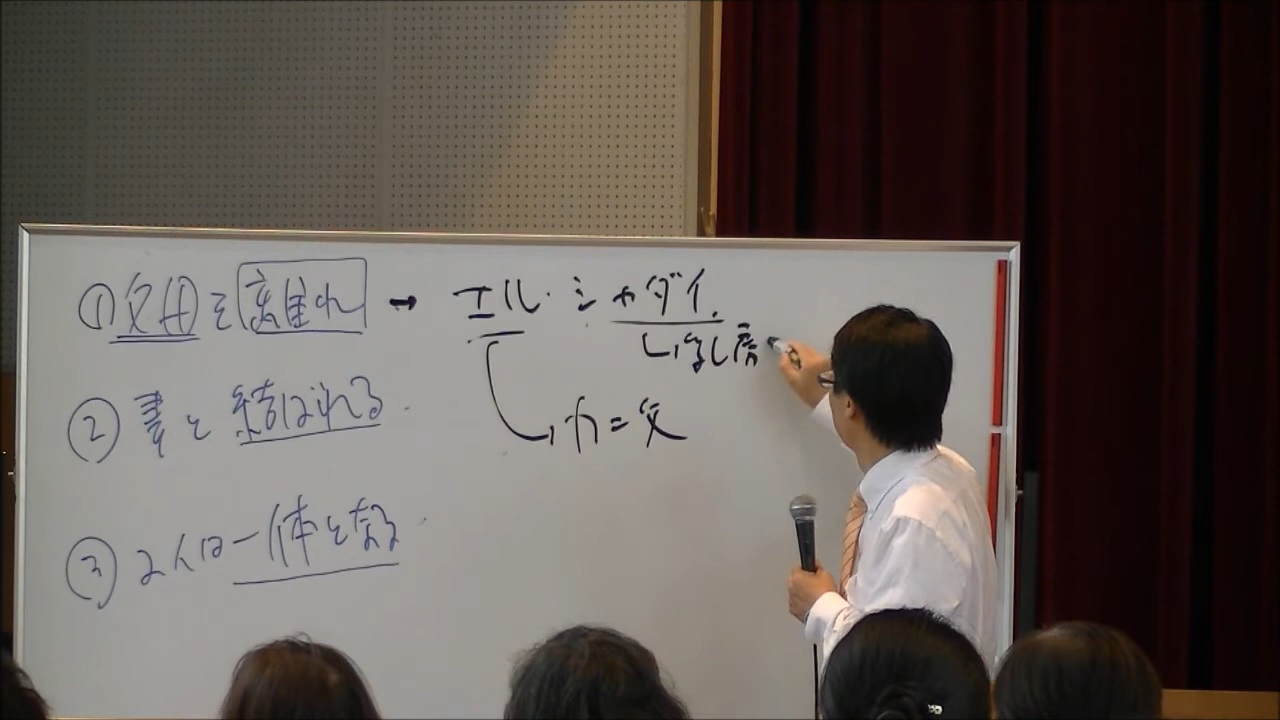 ①父母を離れ → エル・シャダイ
乳房
②妻と結ばれる
力=父
③2人は一体となる